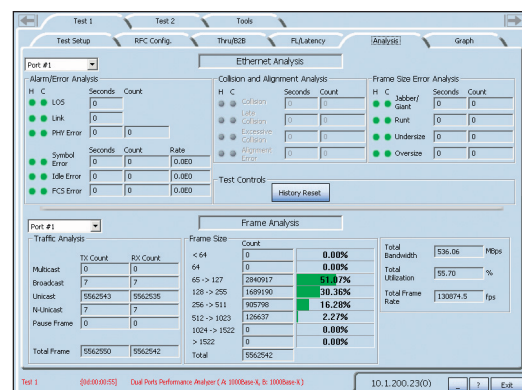 Test 1 Test 2 Tools
Test Setup RFC Config. Thru/B2B FL/Latency Analysis Graph
Port #1 Ethernet Analysis
Alarm/Error Analysis Collision and Alignment Analysis Frame Size Error Analysis
H C Seconds Count H C Seconds Count H C Seconds Count
LOS 0 Collision 0 0 Jabber/ Giant 0 0
Link 0 Late Collision 0 0 Runt 0 0
PHY Error 0 0 Excessive Collision 0 0 Undersize 0 0
Seconds Count Rate
Symbol Error 0 0 0.0E0 Alignment Error 0 0 Oversize 0 0
Idle Error 0 0 0.0E0
FCS Error 0 0 0.0E0
Test Controls
History Reset
Port #1 Frame Analysis
Traffic Analysis Frame Size
TX Count RX Count Count
Multicast 0 0
Broadcast 7 7
Unicast 5562543 5562535
N-Unicast 7 7
Pause Frame 0 0
Total Frame 5562550 5562542
< 64 0 0.00%
64 0 0.00%
65 -> 127 2840917 51.07%
128 -> 255 1689190 30.36%
256 -> 511 905798 16.28%
512 -> 1023 126637 2.27%
1024 -> 1522 0 0.00%
> 1522 0 0.00%
Total 5562542
Total Bandwidth 536.06 MBps
Total Utilization 55.70 %
Total Frame Rate 130874.5 fps
Test 1 [0d:00:00:55] Dual Ports Performance Analyzer ( A: 1000Base-X, B: 1000Base-X ) 10.1.200.23(0) _ ? Exit